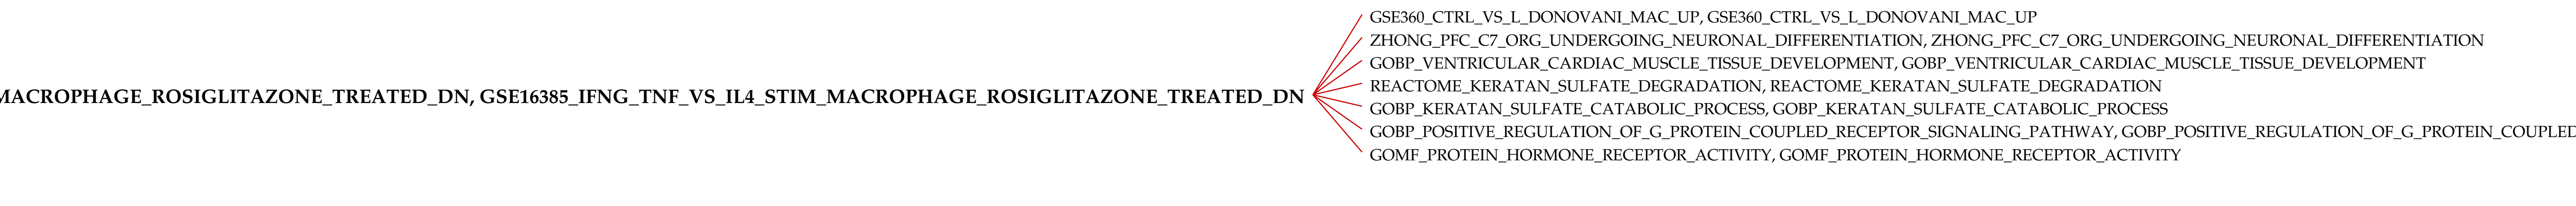 GSE360_CTRL_VS_L_DONOVANI_MAC_UP, GSE360_CTRL_VS_L_DONOVANI_MAC_UP
ZHONG_PFC_C7_ORG_UNDERGOING_NEURONAL_DIFFERENTIATION, ZHONG_PFC_C7_ORG_UNDERGOING_NEURONAL_DIFFERENTIATION
GOBP_VENTRICULAR_CARDIAC_MUSCLE_TISSUE_DEVELOPMENT, GOBP_VENTRICULAR_CARDIAC_MUSCLE_TISSUE_DEVELOPMENT
REACTOME_KERATAN_SULFATE_DEGRADATION, REACTOME_KERATAN_SULFATE_DEGRADATION
MACROPHAGE_ROSIGLITAZONE_TREATED_DN, GSE16385_IFNG_TNF_VS_IL4_STIM_MACROPHAGE_ROSIGLITAZONE_TREATED_DN
GOBP_KERATAN_SULFATE_CATABOLIC_PROCESS, GOBP_KERATAN_SULFATE_CATABOLIC_PROCESS
GOBP_POSITIVE_REGULATION_OF_G_PROTEIN_COUPLED_RECEPTOR_SIGNALING_PATHWAY, GOBP_POSITIVE_REGULATION_OF_G_PROTEIN_COUPLED
GOMF_PROTEIN_HORMONE_RECEPTOR_ACTIVITY, GOMF_PROTEIN_HORMONE_RECEPTOR_ACTIVITY